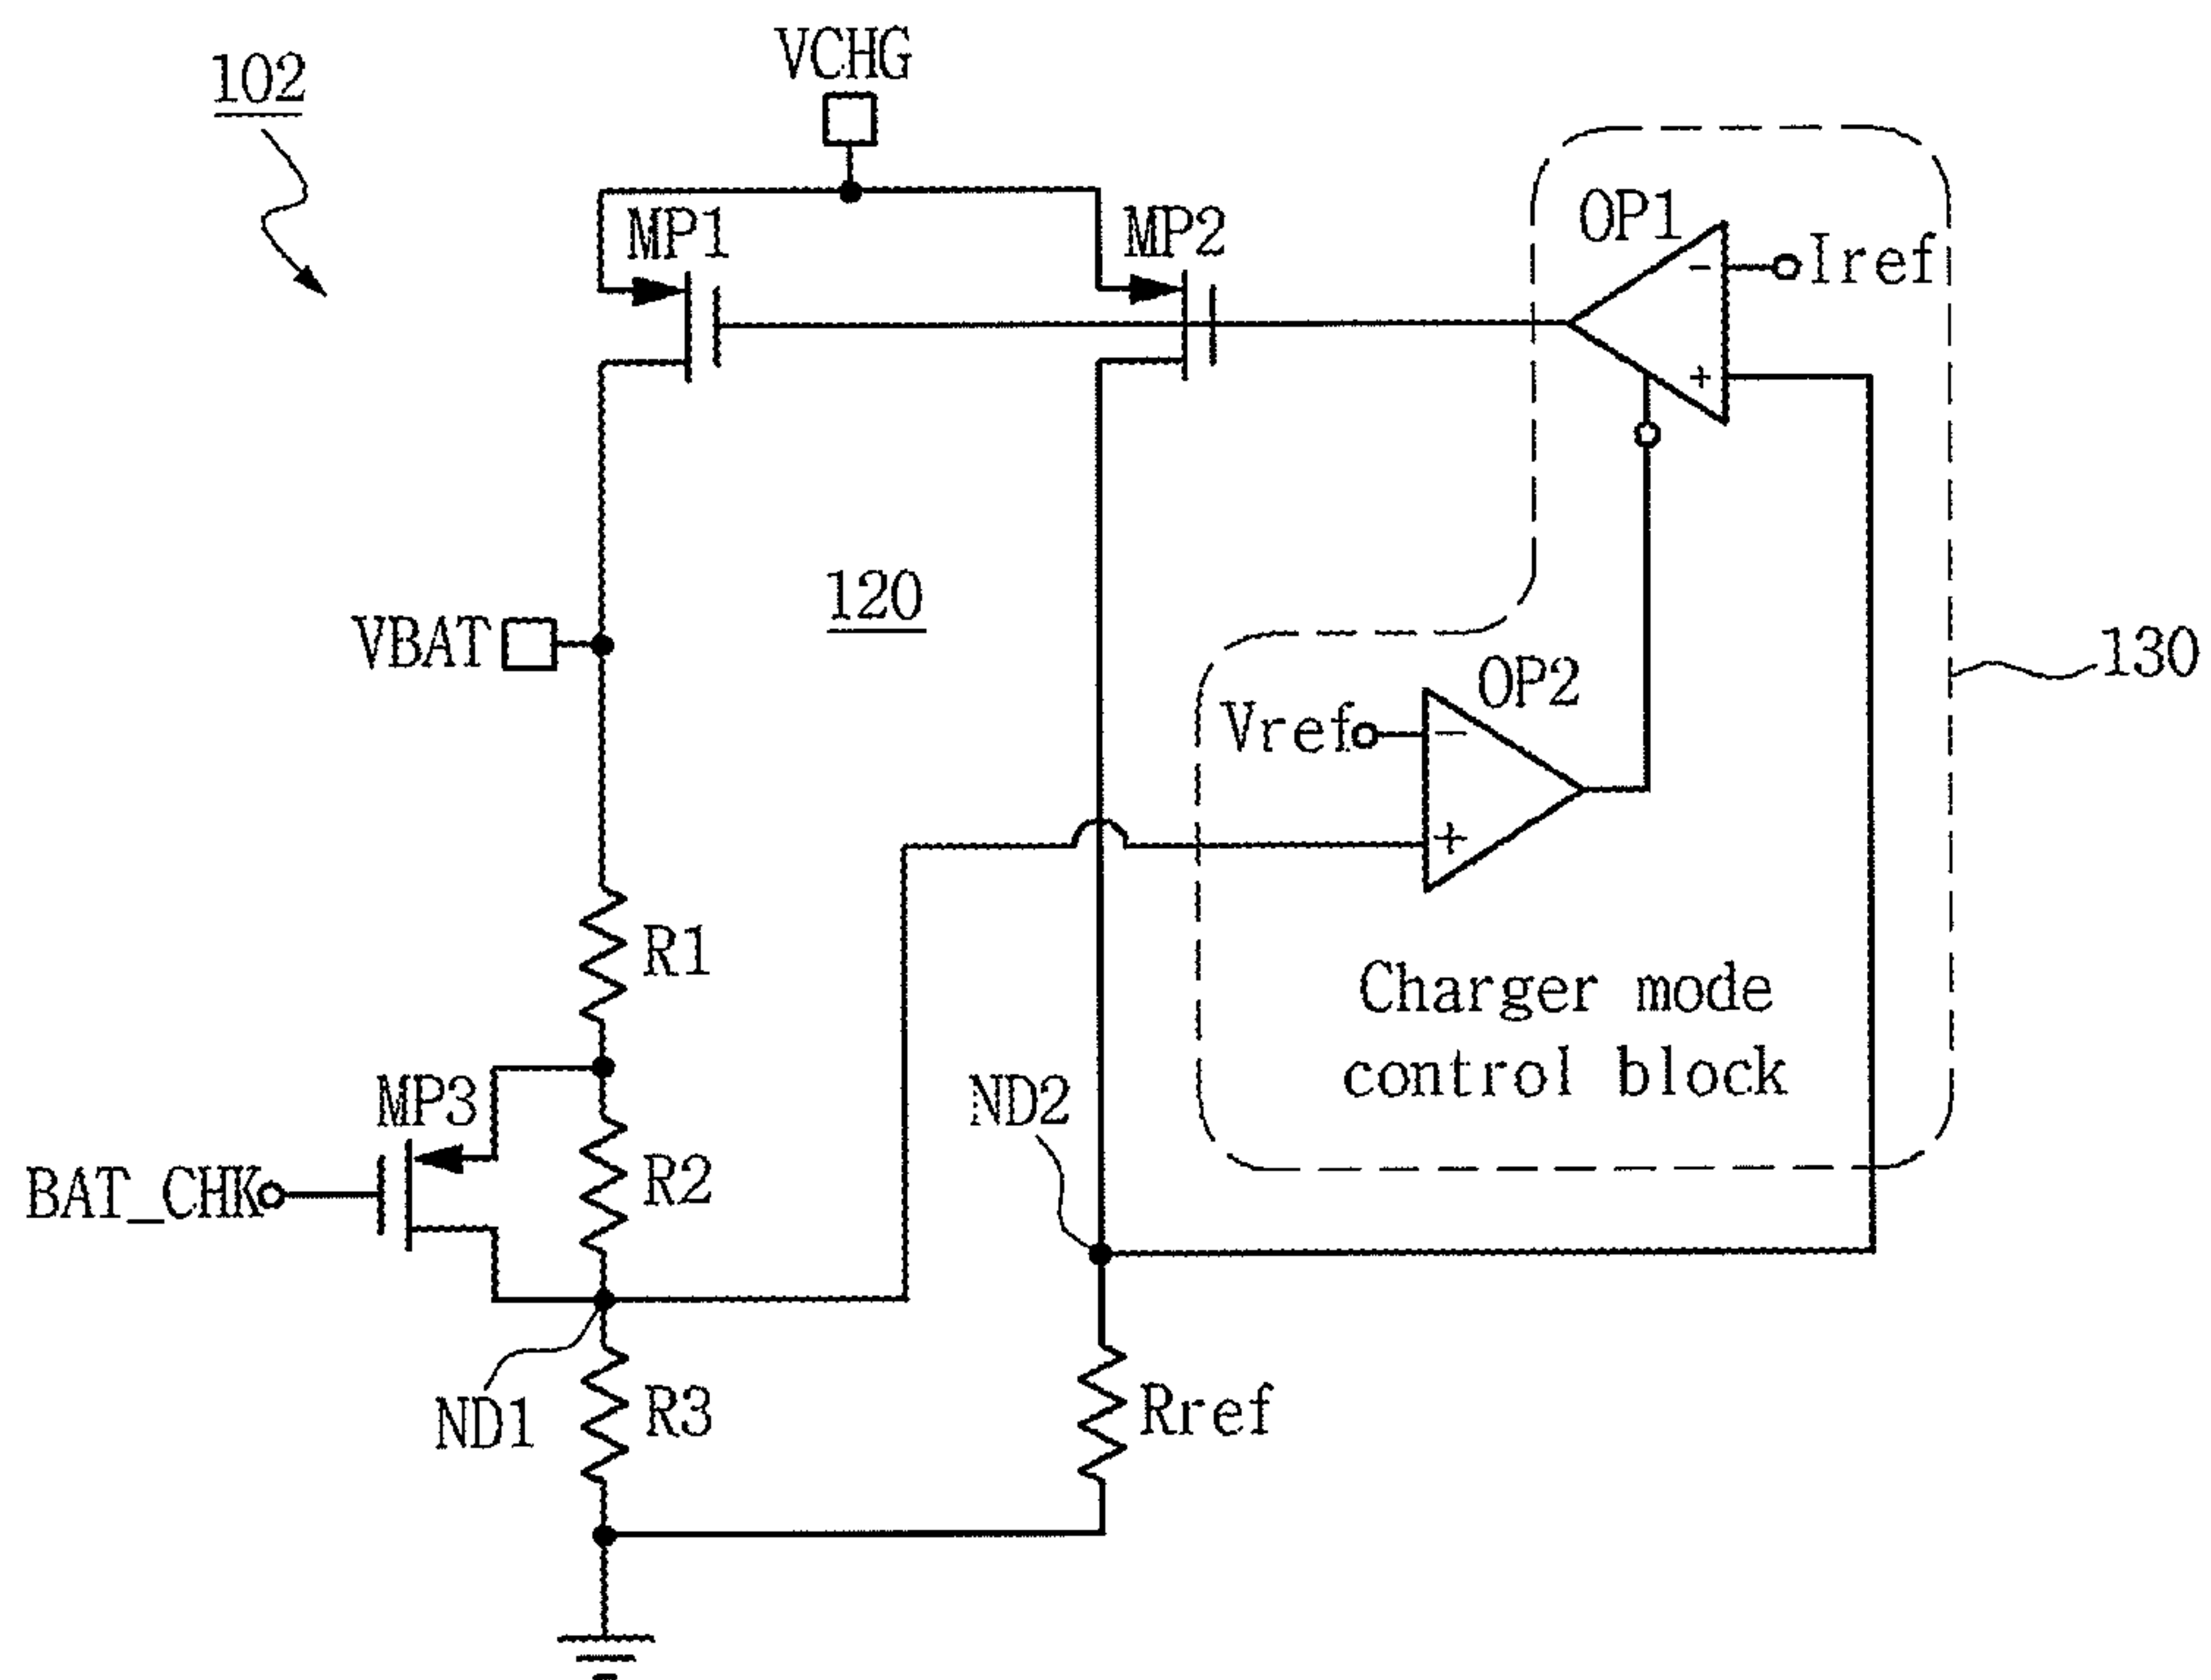 VCHG
102
MP1
MP2
OP1
-
Iref
+
120
VBAT
130
OP2
Vref
-
+
R1
Charger mode
control block
MP3
ND2
R2
BAT_CHK
R3
Rref
ND1